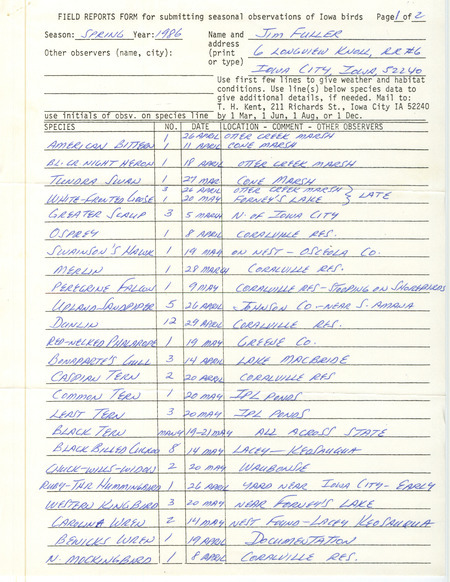 FIELD REPORTS FORM for submitting seasonal observations of Iowa birds Page 1 of 2
Season: SPRING Year: 1986 Name and JIM FULLER
address
Other observers (name, city): (print 6 LONGVIEW KNOLL, RR#6
or type)
IOWA CITY, IOWA, 52240
Use first few lines to give weather and habitat
conditions. Use line(s) below species data to
give additional details, if needed. Mail to:
T. H. Kent, 211 Richards St., Iowa City IA 52240
use initials of obsv. on species line by 1 Mar, 1 Jun, 1 Aug, or 1 Dec.
SPECIES NO. DATE LOCATION - COMMENT - OTHER OBSERVERS
1 26 APRIL OTTER CREEK MARSH
AMERICAN BITTERN 1 11 APRIL CONE MARSH
BL. CR NIGHT HERON 1 18 APRIL OTTER CREEK MARSH
TUNDRA SWAN 1 27 MAR CONE MARSH
3 26 APRIL OTTER CREEK MARSH } LATE
WHITE-FRONTED GOOSE 1 20 MAY FORNEY'S LAKE
GREATER SCAUP 3 5 MARCH N. OF IOWA CITY
OSPREY 1 8 APRIL CORALVILLE RES.
SWAINSON'S HAWK 1 19 MAY ON NEST - OSCEOLA CO.
MERLIN 1 28 MARCH CORALVILLE RES.
PEREGRINE FALCON 1 9 MAY CORALVILLE RES - STOOPING ON SHOREBIRDS
UPLAND SANDPIPER 5 26 APRIL JOHNSON CO - NEAR S. AMANA
DUNLIN 12 29 APRIL CORALVILLE RES.
RED-NECKED PHALAROPE 1 19 MAY GREENE CO.
BONAPARTE'S GULL 3 14 APRIL LAKE MACBRIDE
CASPIAN TERN 2 20 APRIL CORALVILLE RES
COMMON TERN 1 20 MAY IPL PONDS
LEAST TERN 3 20 MAY IPL PONDS
BLACK TERN MANY 19-21 MAY ALL ACROSS STATE
BLACK BILLED CUCKOO 8 14 MAY LACEY - KEOSAUQUA
CHUCK-WILLS-WIDOW 2 20 MAY WAUBONSIE
RUBY-THR HUMMINGBIRD 1 26 APRIL YARD NEAR IOWA CITY - EARLY
WESTERN KINGBIRD 3 20 MAY NEAR FORNEY'S LAKE
CAROLINA WREN 2 14 MAY NEST FOUND - LACEY KEOSAUQUA
BEWICKS WREN 1 19 APRIL DOCUMENTATION
N. MOCKINGBIRD 1 8 APRIL CORALVILLE RES.